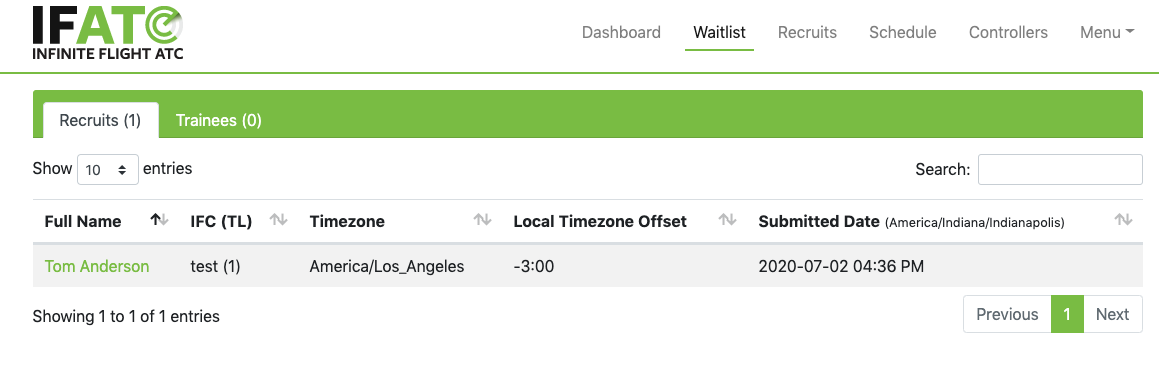 IFATC
INFINITE FLIGHT ATC
Dashboard Waitlist Recruits Schedule Controllers Menu
Recruits (1) Trainees (0)
Show 10 entries Search:
Full Name IFC (TL) Timezone Local Timezone Offset Submitted Date (America/Indiana/Indianapolis)
Tom Anderson test (1) America/Los_Angeles -3:00 2020-07-02 04:36 PM
Showing 1 to 1 of 1 entries Previous 1 Next